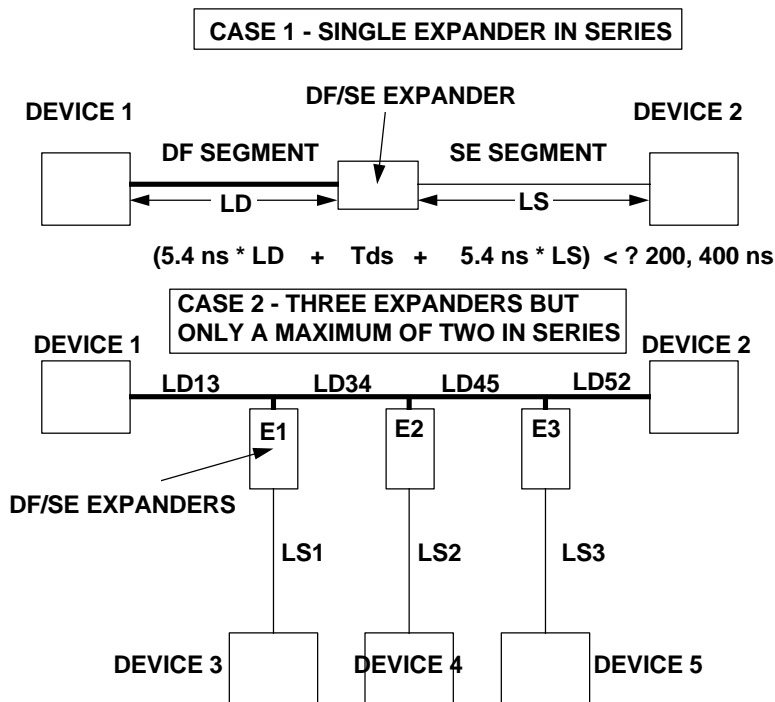 CASE 1 - SINGLE EXPANDER IN SERIES
DF/SE EXPANDER
DEVICE 1
DEVICE 2
DF SEGMENT
SE SEGMENT
LD
LS
(5.4 ns * LD + Tds + 5.4 ns * LS) < ? 200, 400 ns
CASE 2 - THREE EXPANDERS BUT
ONLY A MAXIMUM OF TWO IN SERIES
DEVICE 1
DEVICE 2
LD13
LD34
LD45
LD52
E1
E2
E3
DF/SE EXPANDERS
LS1
LS2
LS3
DEVICE 3
DEVICE 4
DEVICE 5